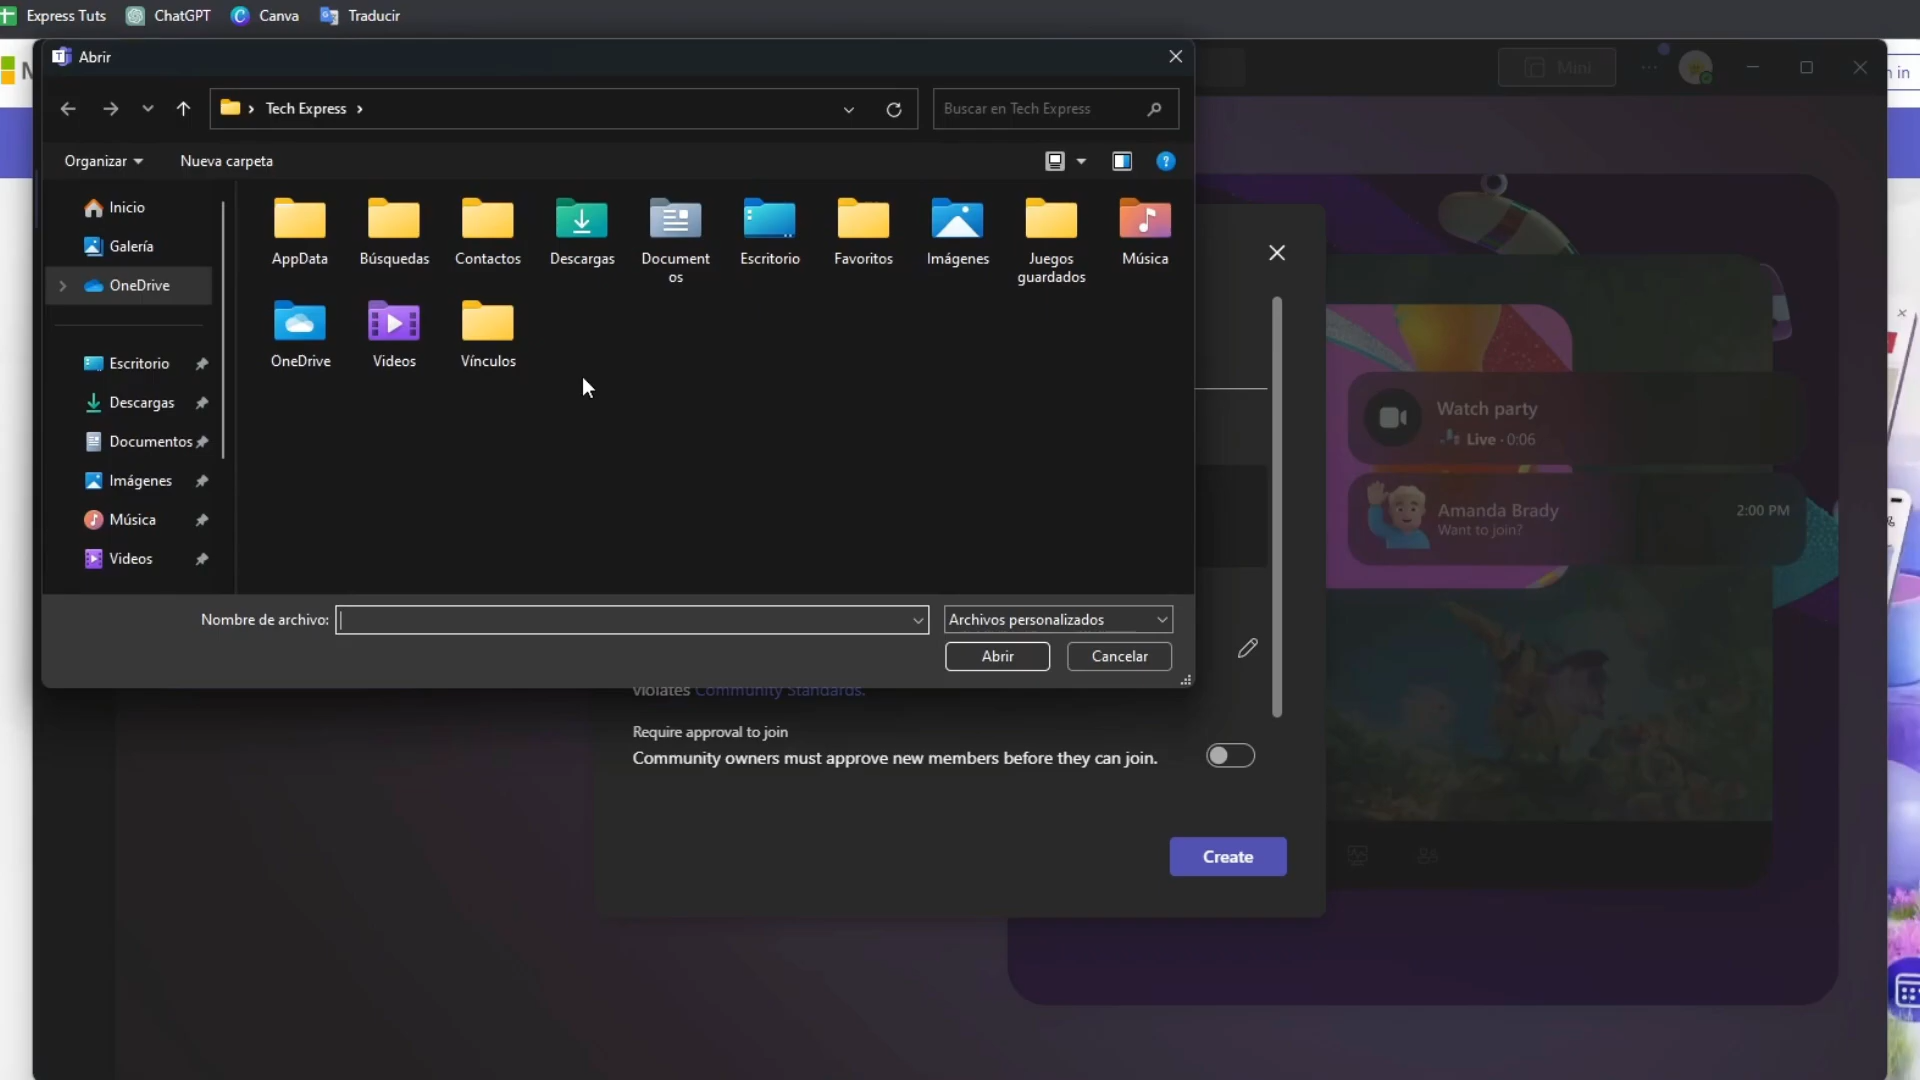 Express Tuts
ChatGPT
Canva
Traducir
Abrir
Tech Express
Buscar en Tech Express
Mini
Organizar
Nueva carpeta
Inicio
Galería
OneDrive
Escritorio
Descargas
Documentos
Imágenes
Música
Videos
AppData
Búsquedas
Contactos
Descargas
Document
os
Escritorio
Favoritos
Imágenes
Juegos
guardados
Música
OneDrive
Videos
Vínculos
Nombre de archivo:
Archivos personalizados
Abrir
Cancelar
Watch party
Live · 0:06
Amanda Brady
2:00 PM
Want to join?
violates Community Standards.
Require approval to join
Community owners must approve new members before they can join.
Create